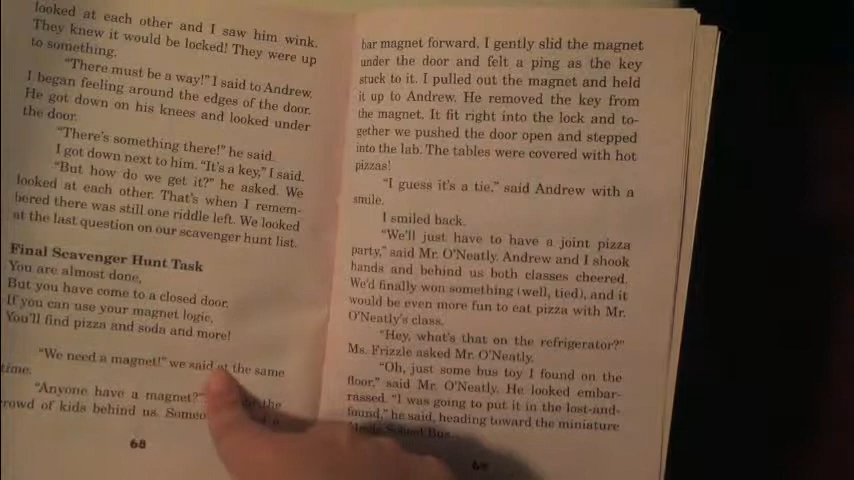 looked at each other and I saw him wink.
They knew it would be locked! They were up
to something.
"There must be a way!" I said to Andrew.
I began feeling around the edges of the door.
He got down on his knees and looked under
the door.
"There's something there!" he said.
I got down next to him. "It's a key," I said.
"But how do we get it?" he asked. We
looked at each other. That's when I remem-
bered there was still one riddle left. We looked
at the last question on our scavenger hunt list.
Final Scavenger Hunt Task
You are almost done,
But you have come to a closed door.
If you can use your magnet logic,
You'll find pizza and soda and more!
"We need a magnet!" we said at the same
time.
"Anyone have a magnet?" the
crowd of kids behind us.
68
bar magnet forward. I gently slid the magnet
under the door and felt a ping as the key
stuck to it. I pulled out the magnet and held
it up to Andrew. He removed the key from
the magnet. It fit right into the lock and to-
gether we pushed the door open and stepped
into the lab. The tables were covered with hot
pizzas!
"I guess it's a tie," said Andrew with a
smile.
I smiled back.
"We'll just have to have a joint pizza
party," said Mr. O'Neatly. Andrew and I shook
hands and behind us both classes cheered.
We'd finally won something (well, tied), and it
would be even more fun to eat pizza with Mr.
O'Neatly's class.
"Hey, what's that on the refrigerator?"
Ms. Frizzle asked Mr. O'Neatly.
"Oh, just some bus toy I found on the
floor," said Mr. O'Neatly. He looked embar-
rassed. "I was going to put it in the lost-and-
found," he said, heading toward the miniature
School Bus.
69